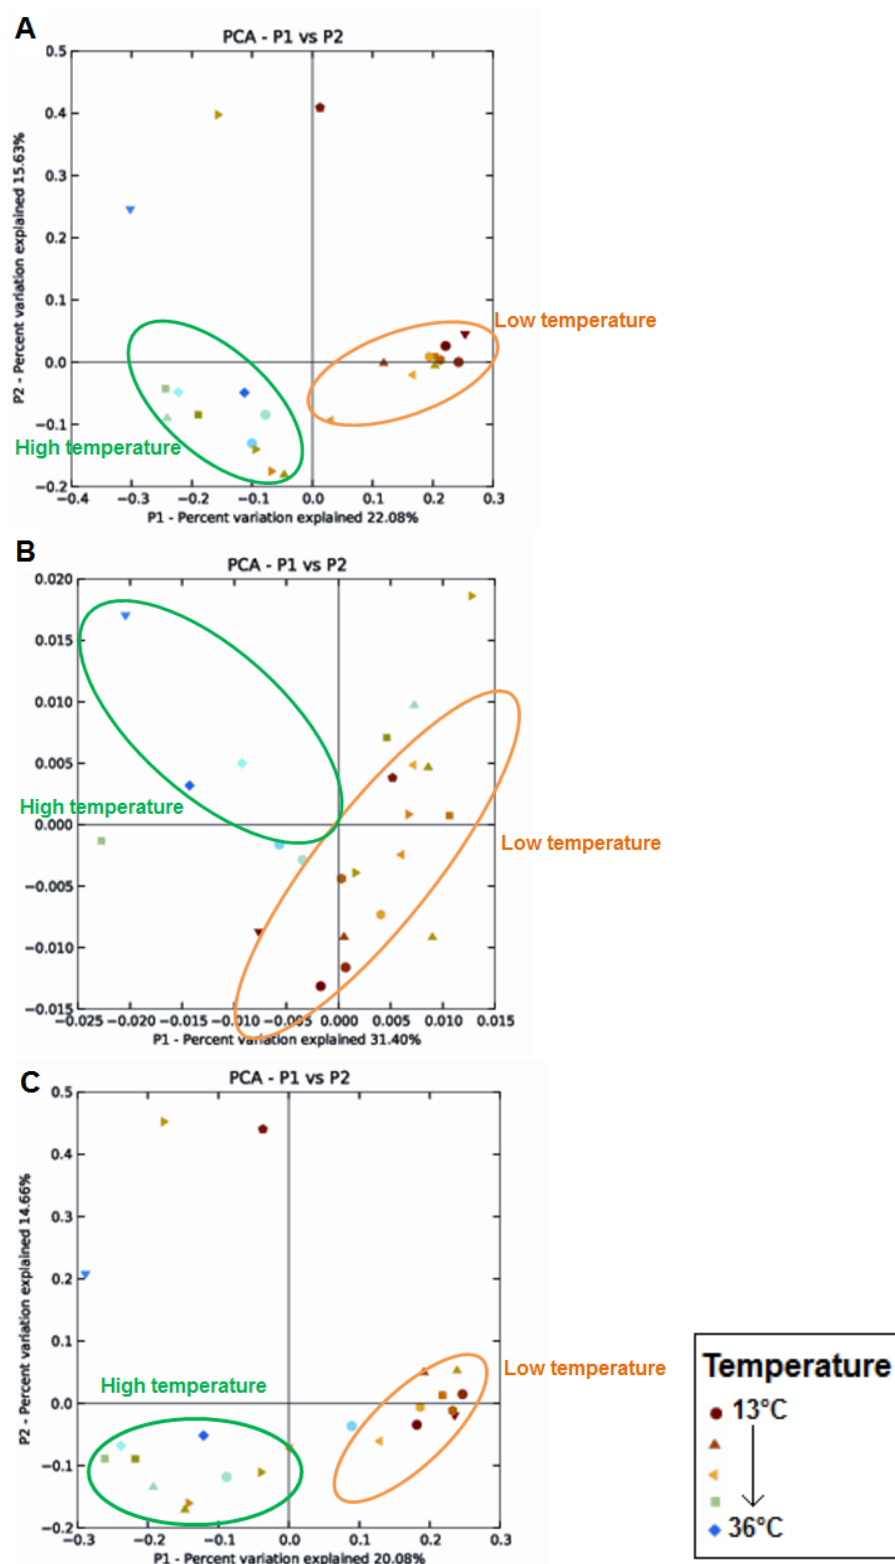 A
PCA - P1 vs P2
0.5
0.4
0.3
0.2
0.1
0.0
−0.1
−0.2
P2 - Percent variation explained 15.63%
Low temperature
High temperature
−0.4 −0.3 −0.2 −0.1 0.0 0.1 0.2 0.3
P1 - Percent variation explained 22.08%
B
PCA - P1 vs P2
0.020
0.015
0.010
0.005
0.000
−0.005
−0.010
−0.015
High temperature
Low temperature
−0.025 −0.020 −0.015 −0.010 −0.005 0.000 0.005 0.010 0.015
P1 - Percent variation explained 31.40%
C
PCA - P1 vs P2
0.5
0.4
0.3
0.2
0.1
0.0
−0.1
−0.2
P2 - Percent variation explained 14.66%
High temperature
Low temperature
−0.3 −0.2 −0.1 0.0 0.1 0.2 0.3
P1 - Percent variation explained 20.08%
Temperature
13°C
36°C